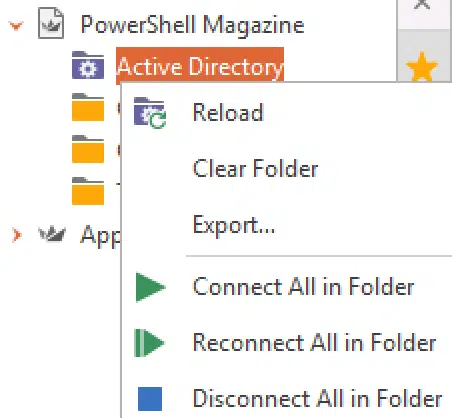 PowerShell Magazine
Active Directory
Reload
Clear Folder
Export...
App
Connect All in Folder
Reconnect All in Folder
Disconnect All in Folder